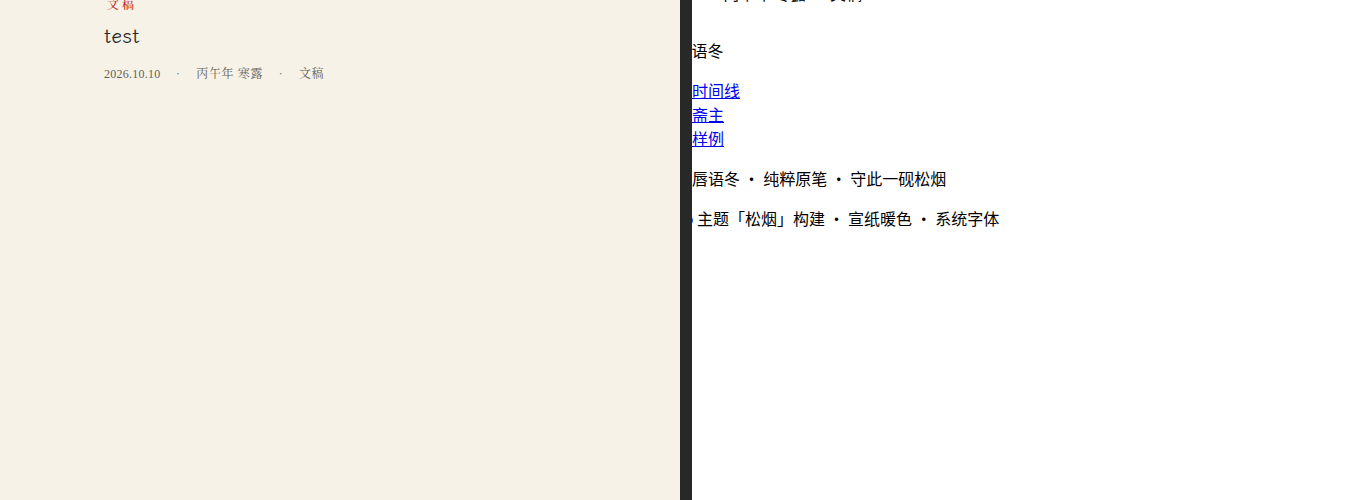 文稿
test
2026.10.10 · 丙午年 寒露 · 文稿
语冬
时间线
斋主
样例
唇语冬 · 纯粹原笔 · 守此一砚松烟
主题「松烟」构建 · 宣纸暖色 · 系统字体